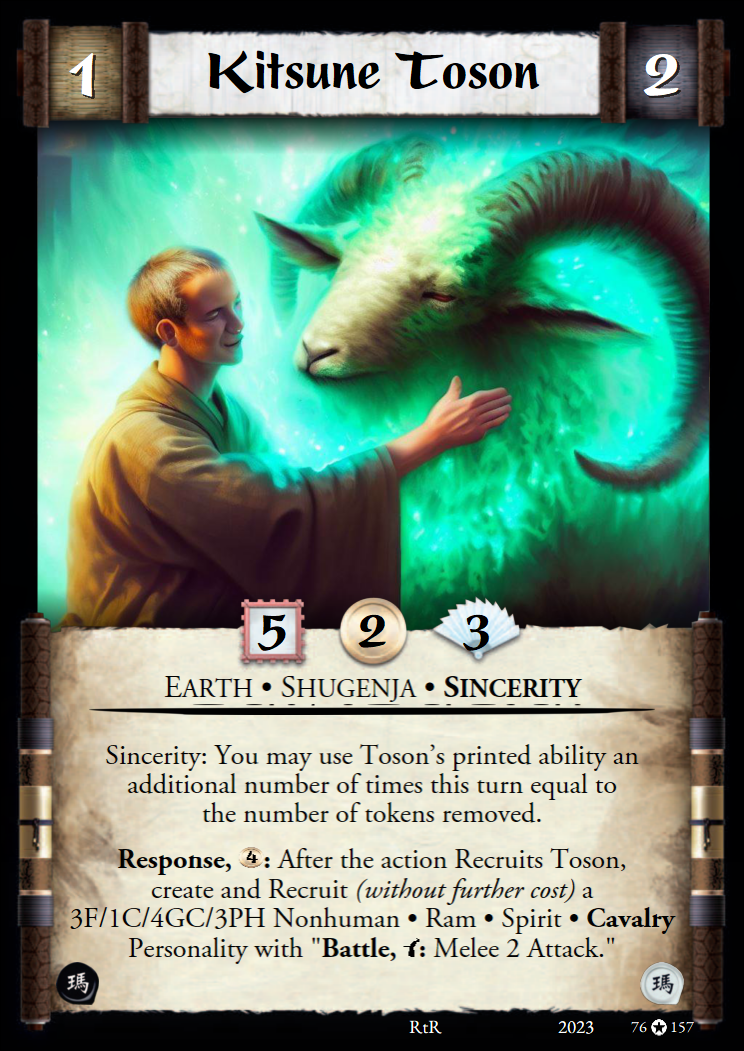 1 Kitsune Toson 2
5 2 3
EARTH • SHUGENJA • SINCERITY
Sincerity: You may use Toson's printed ability an
additional number of times this turn equal to
the number of tokens removed.
Response, 4: After the action Recruits Toson,
create and Recruit (without further cost) a
3F/1C/4GC/3PH Nonhuman • Ram • Spirit • Cavalry
Personality with "Battle, : Melee 2 Attack."
瑪 瑪
RtR 2023 76 157